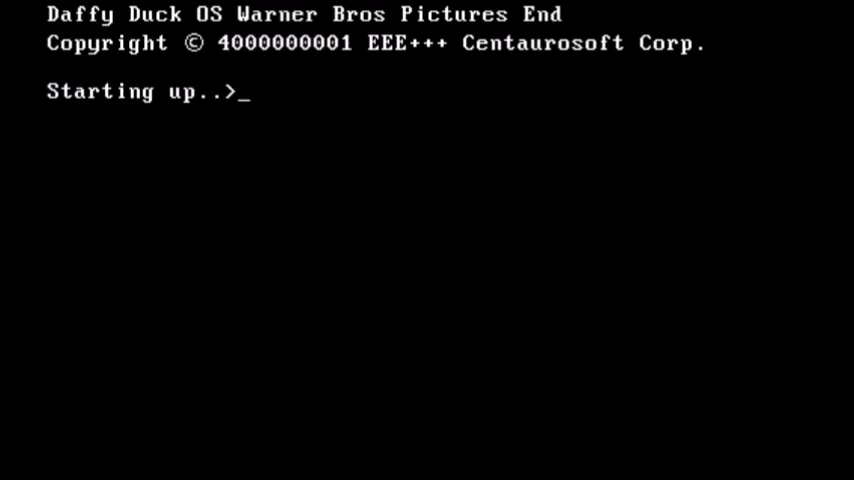 Daffy Duck OS Warner Bros Pictures End
Copyright © 4000000001 EEE+++ Centaurosoft Corp.
Starting up..>_